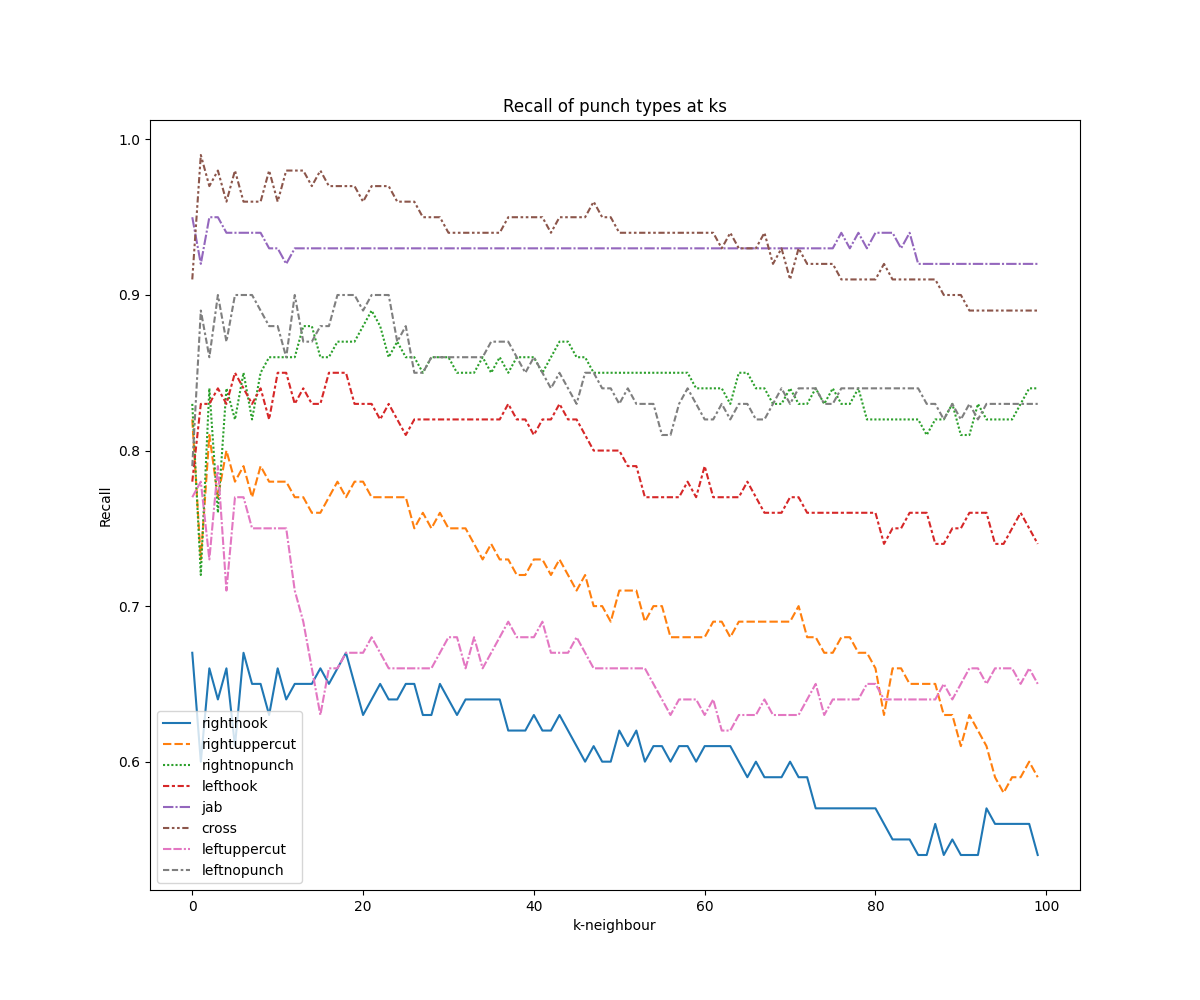 Recall of punch types at ks
Recall
1.0
0.9
0.8
0.7
0.6
righthook
rightuppercut
rightnopunch
lefthook
jab
cross
leftuppercut
leftnopunch
0 20 40 60 80 100
k-neighbour